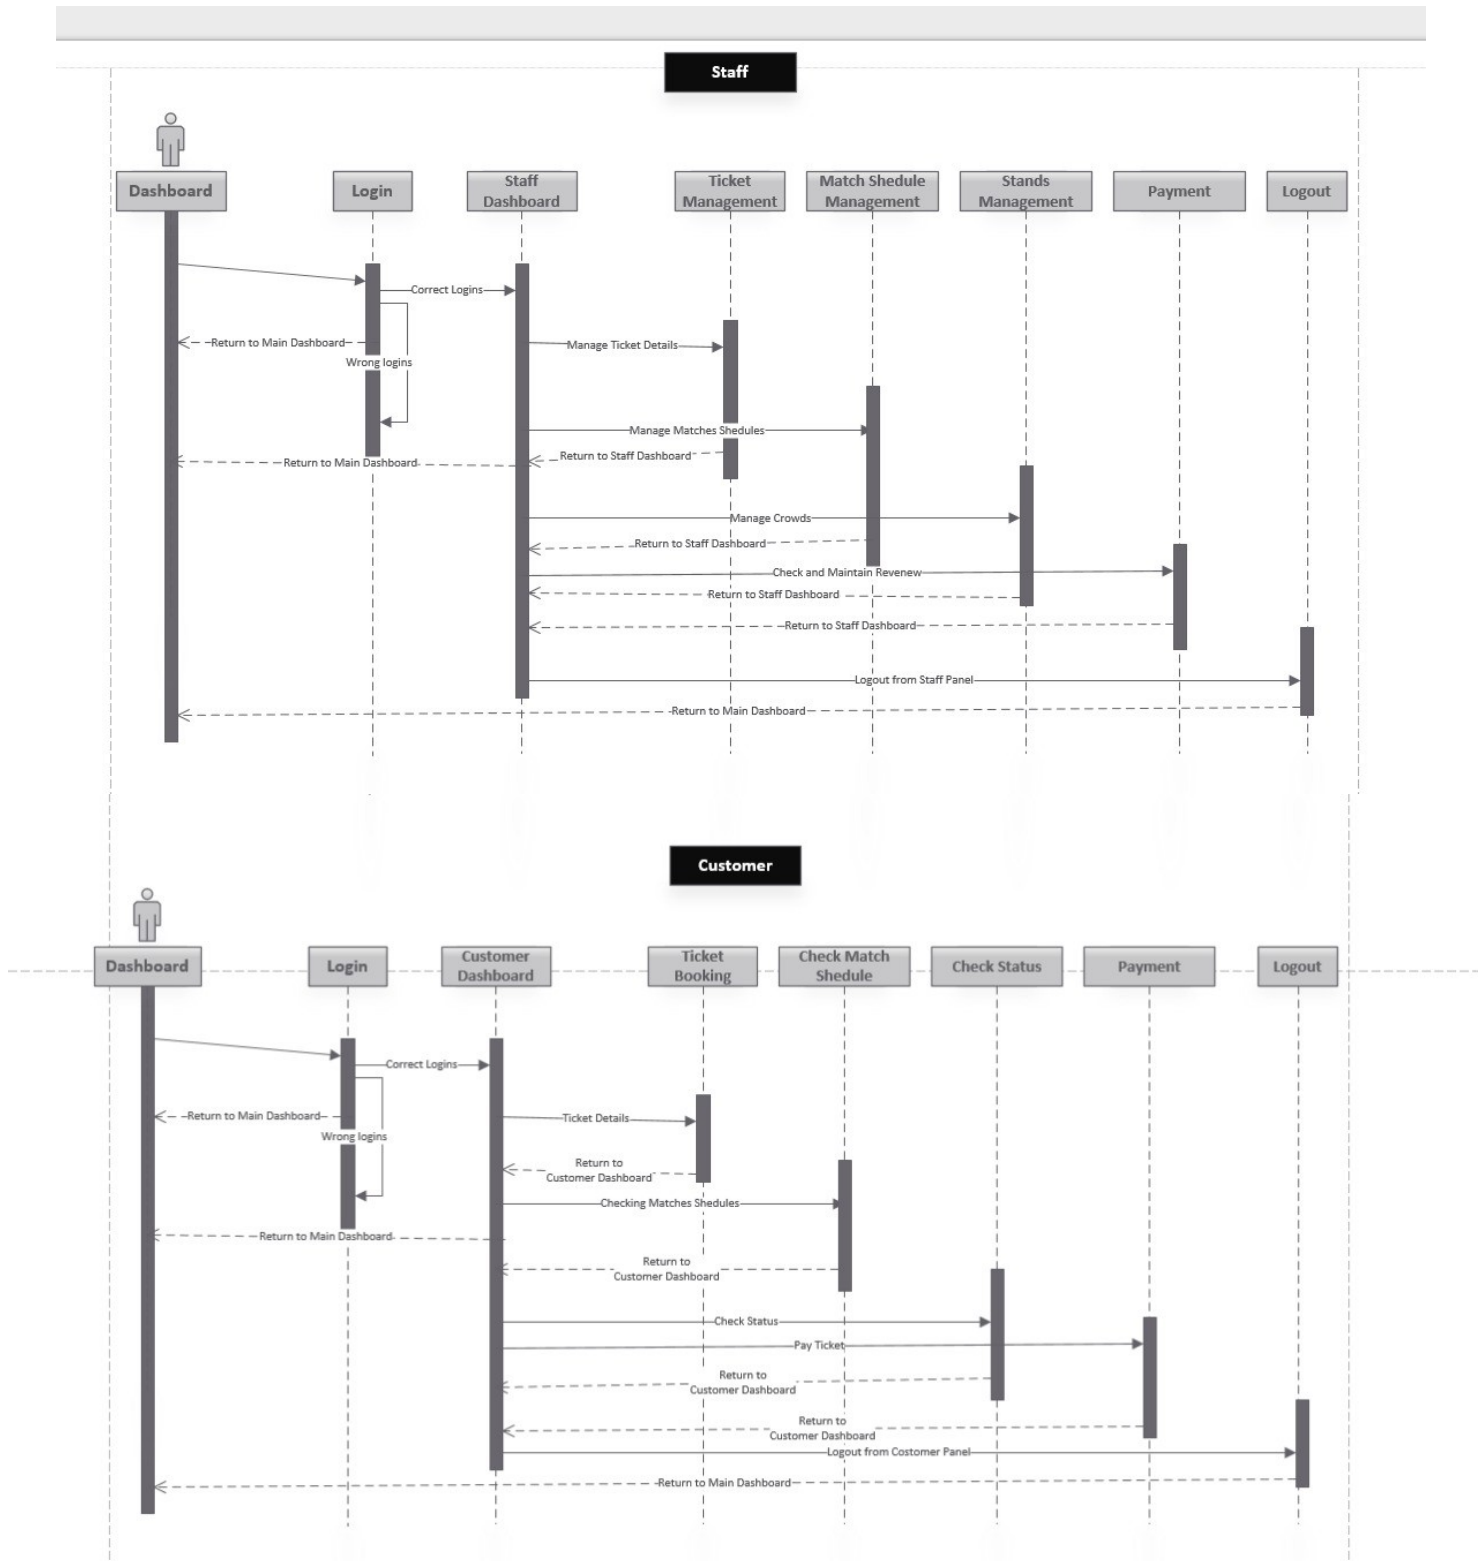 Staff
Dashboard
Login
Staff
Dashboard
Ticket
Management
Match Shedule
Management
Stands
Management
Payment
Logout
Correct Logins
Return to Main Dashboard
Manage Ticket Details
Wrong logins
Manage Matches Shedules
Return to Staff Dashboard
Return to Main Dashboard
Manage Crowds
Return to Staff Dashboard
Check and Maintain Revenew
Return to Staff Dashboard
Return to Staff Dashboard
Logout from Staff Panel
Return to Main Dashboard
Customer
Dashboard
Login
Customer
Dashboard
Ticket
Booking
Check Match
Shedule
Check Status
Payment
Logout
Correct Logins
Return to Main Dashboard
Ticket Details
Wrong logins
Return to
Customer Dashboard
Checking Matches Shedules
Return to Main Dashboard
Return to
Customer Dashboard
Check Status
Pay Ticket
Return to
Customer Dashboard
Return to
Customer Dashboard
Logout from Costomer Panel
Return to Main Dashboard